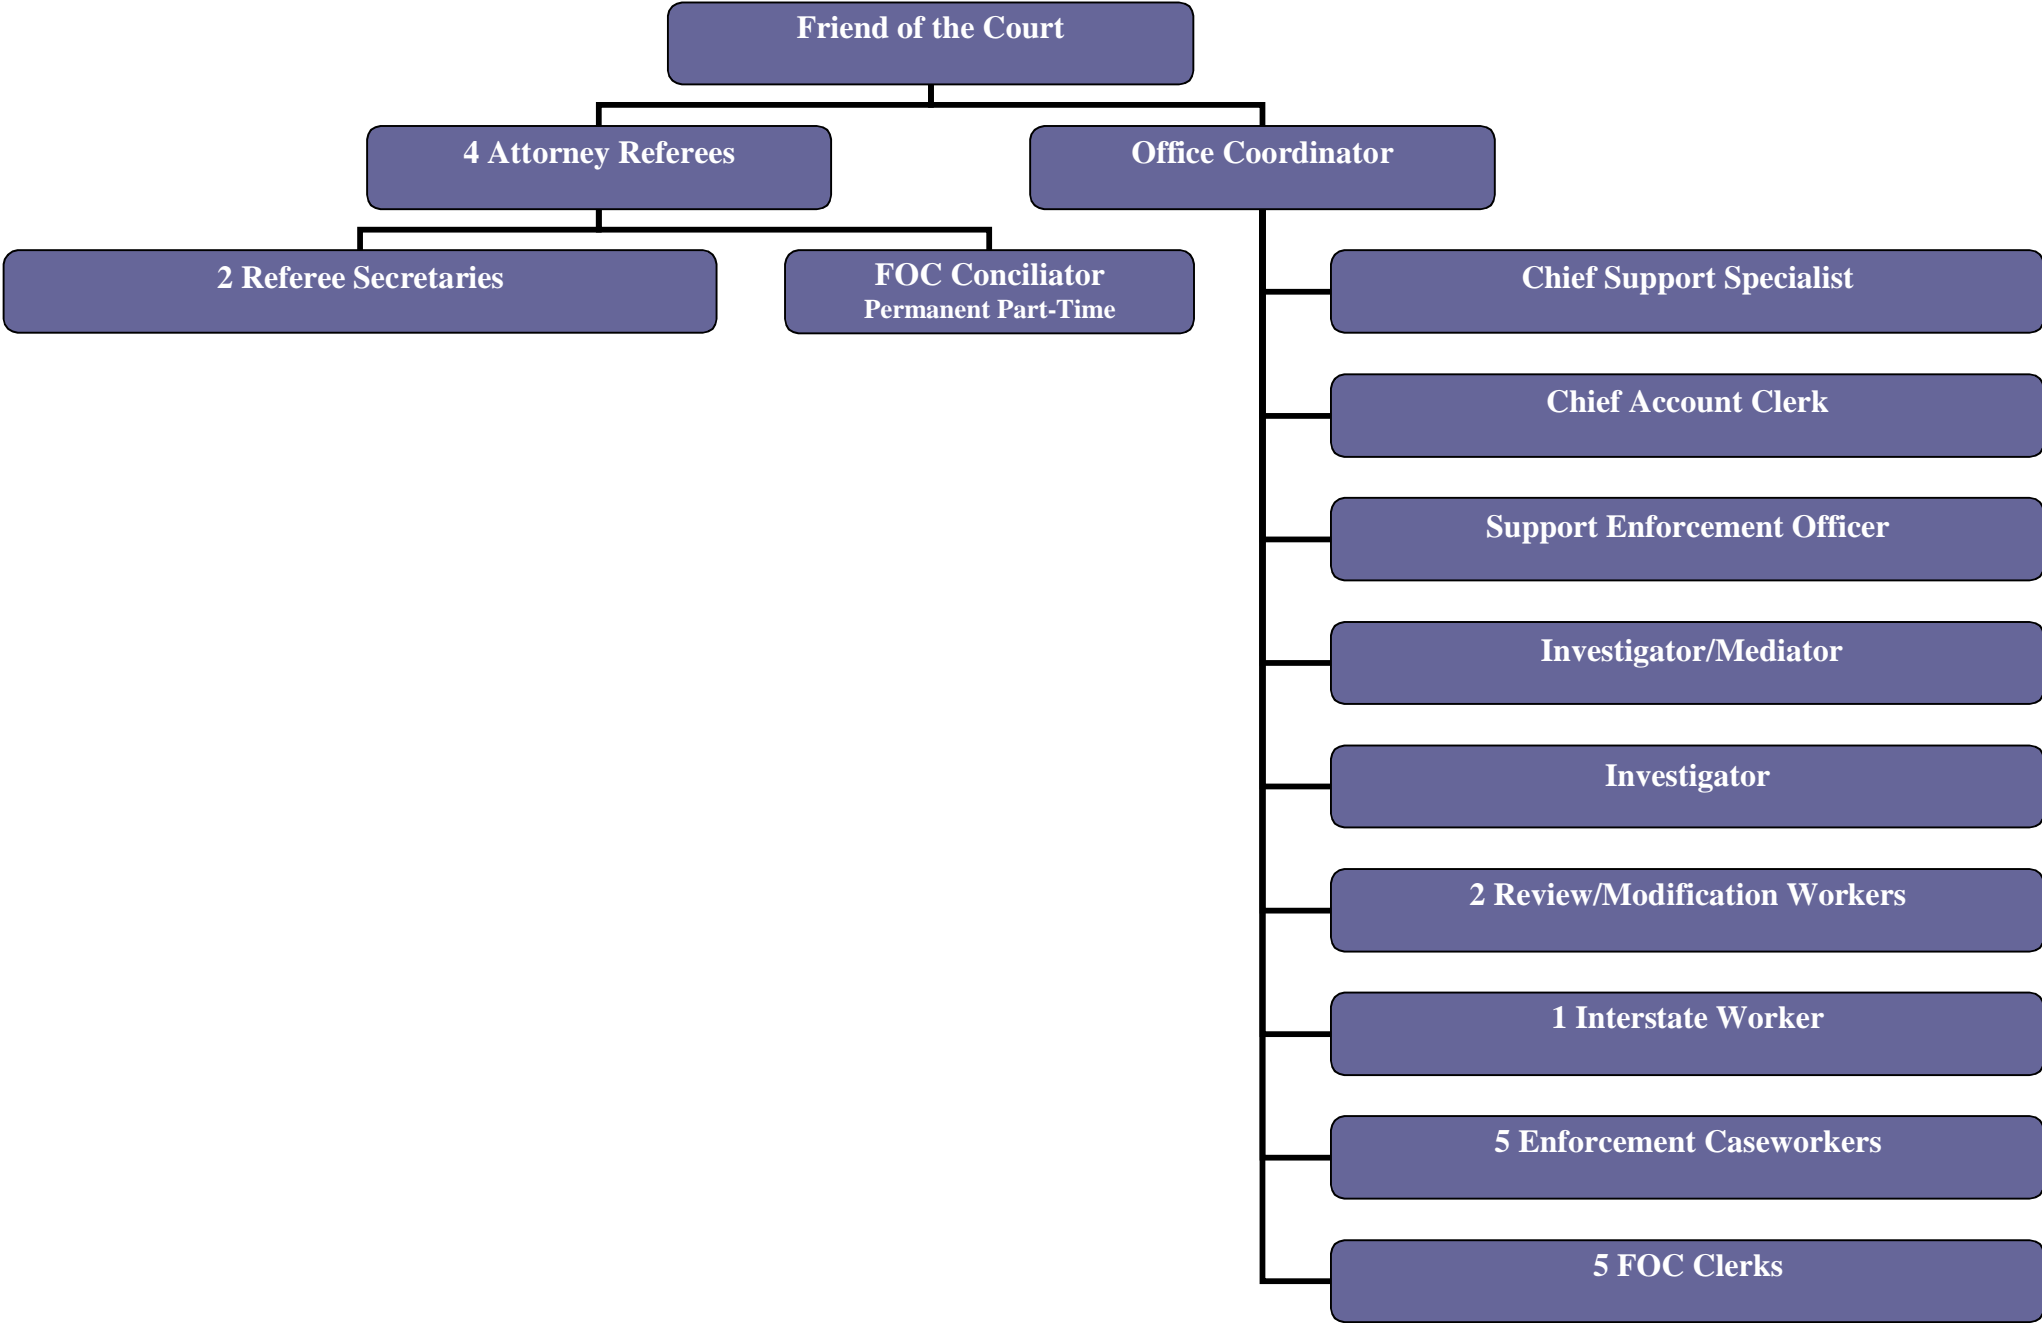 Friend of the Court
4 Attorney Referees
Office Coordinator
2 Referee Secretaries
FOC Conciliator
Permanent Part-Time
Chief Support Specialist
Chief Account Clerk
Support Enforcement Officer
Investigator/Mediator
Investigator
2 Review/Modification Workers
1 Interstate Worker
5 Enforcement Caseworkers
5 FOC Clerks